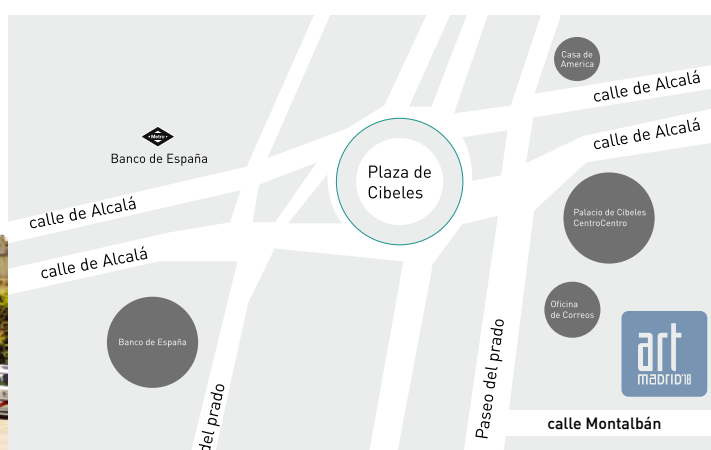 Casa de
America
calle de Alcalá
Metro
Banco de España
calle de Alcalá
Plaza de
Cibeles
calle de Alcalá
Palacio de Cibeles
CentroCentro
calle de Alcalá
Oficina
de Correos
Banco de España
art
madrid'18
Paseo del prado
del prado
calle Montalbán